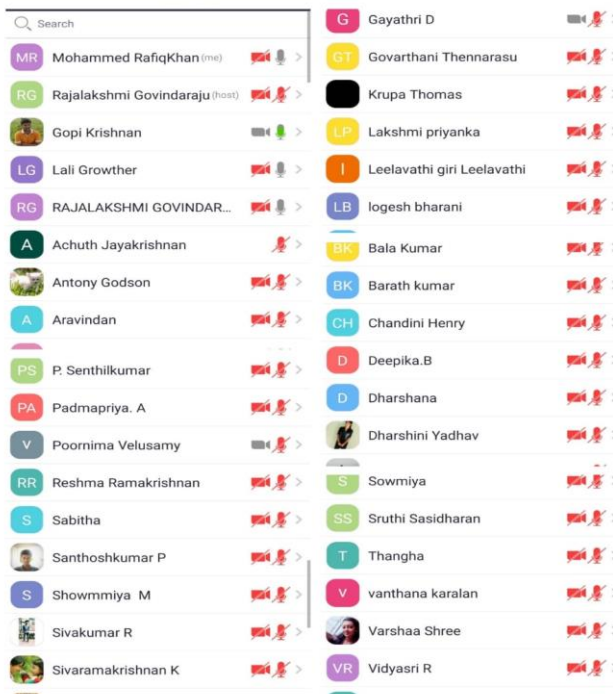 Search
MR Mohammed RafiqKhan (me)
RG Rajalakshmi Govindaraju (host)
Gopi Krishnan
LG Lali Growther
RG RAJALAKSHMI GOVINDAR...
A Achuth Jayakrishnan
Antony Godson
A Aravindan
PS P. Senthilkumar
PA Padmapriya. A
V Poornima Velusamy
RR Reshma Ramakrishnan
S Sabitha
Santhoshkumar P
S Showmmiya M
Sivakumar R
Sivaramakrishnan K
G Gayathri D
GT Govarthani Thennarasu
Krupa Thomas
LP Lakshmi priyanka
l Leelavathi giri Leelavathi
LB logesh bharani
BK Bala Kumar
BK Barath kumar
CH Chandini Henry
D Deepika.B
D Dharshana
Dharshini Yadhav
S Sowmiya
SS Sruthi Sasidharan
T Thangha
v vanthana karalan
Varshaa Shree
VR Vidyasri R